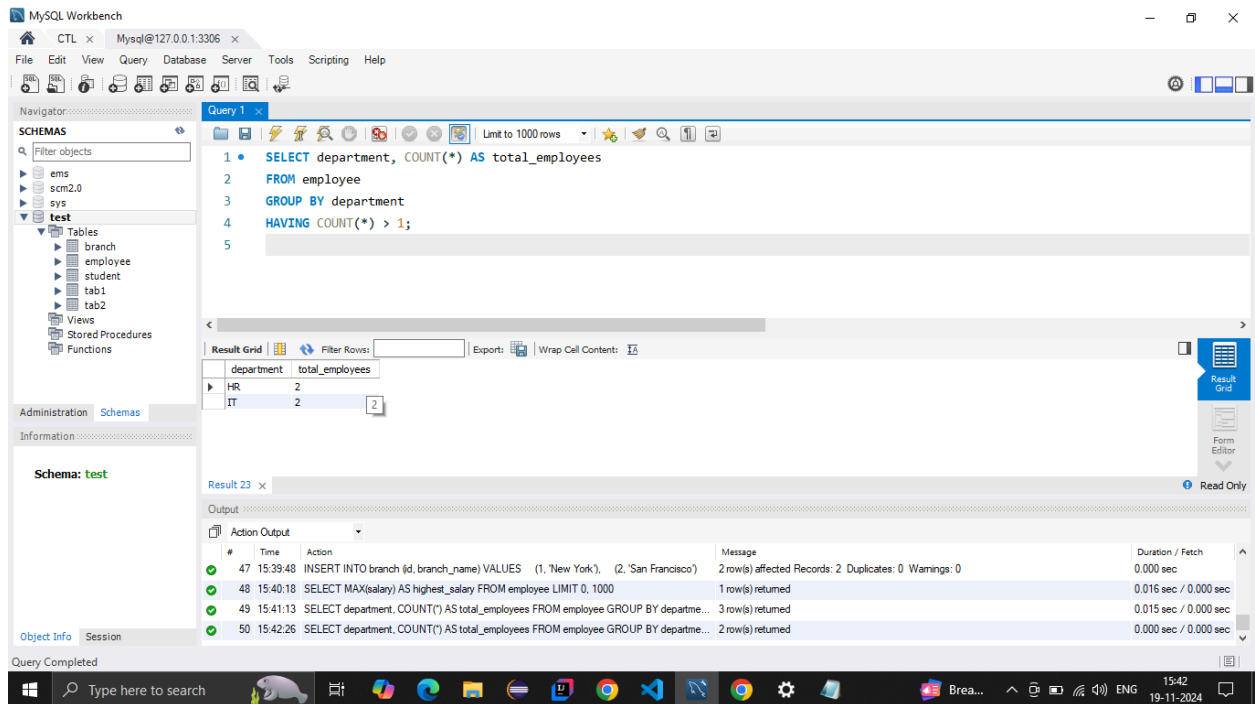 MySQL Workbench
CTL × Mysql@127.0.0.1:3306 ×
File Edit View Query Database Server Tools Scripting Help
Navigator
Query 1 ×
SCHEMAS
Filter objects
ems
scm2.0
sys
test
Tables
branch
employee
student
tab1
tab2
Views
Stored Procedures
Functions
Administration Schemas
Information
Schema: test
Object Info Session
Limit to 1000 rows
1 SELECT department, COUNT(*) AS total_employees
2 FROM employee
3 GROUP BY department
4 HAVING COUNT(*) > 1;
5
Result Grid Filter Rows: Export: Wrap Cell Content:
department total_employees
HR 2
IT 2
2
Result Grid
Form Editor
Result 23 ×
Read Only
Output
Action Output
# Time Action Message Duration / Fetch
47 15:39:48 INSERT INTO branch (id, branch_name) VALUES (1, 'New York'), (2, 'San Francisco') 2 row(s) affected Records: 2 Duplicates: 0 Warnings: 0 0.000 sec
48 15:40:18 SELECT MAX(salary) AS highest_salary FROM employee LIMIT 0, 1000 1 row(s) returned 0.016 sec / 0.000 sec
49 15:41:13 SELECT department, COUNT(*) AS total_employees FROM employee GROUP BY departme... 3 row(s) returned 0.015 sec / 0.000 sec
50 15:42:26 SELECT department, COUNT(*) AS total_employees FROM employee GROUP BY departme... 2 row(s) returned 0.000 sec / 0.000 sec
Query Completed
Type here to search
Brea...
ENG
15:42
19-11-2024